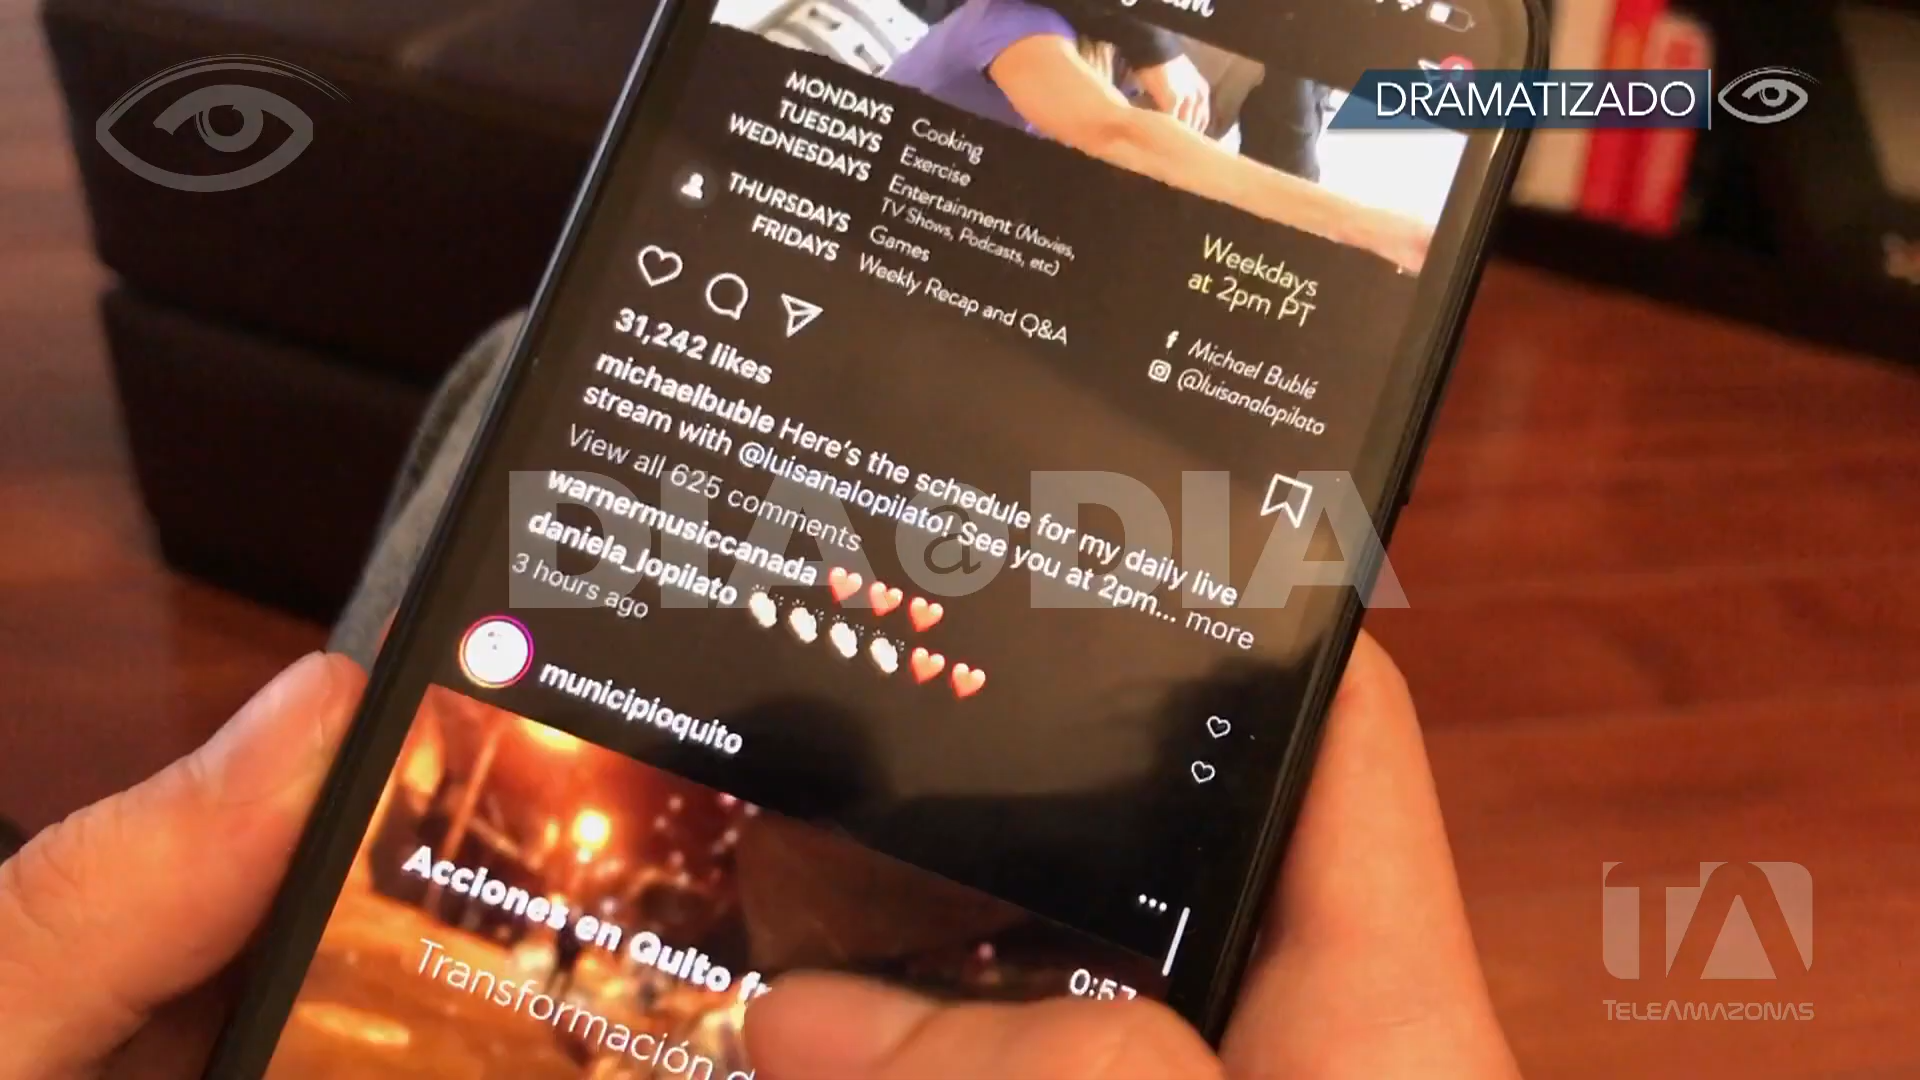 DRAMATIZADO
MONDAYS Cooking
TUESDAYS Exercise
WEDNESDAYS Entertainment (Movies,
TV Shows, Podcasts, etc)
THURSDAYS Games
FRIDAYS Weekly Recap and Q&A
Weekdays
at 2pm PT
Michael Bublé
@luisanalopilato
31,242 likes
michaelbuble Here's the schedule for my daily live
stream with @luisanalopilato! See you at 2pm... more
View all 625 comments
warnermusiccanada ❤️❤️❤️
daniela_lopilato 👏🏻👏🏻👏🏻👏🏻❤️❤️
3 hours ago
DIA@DIA
municipioquito
Acciones en Quito
Transformación
0:57
TA
TELEAMAZONAS